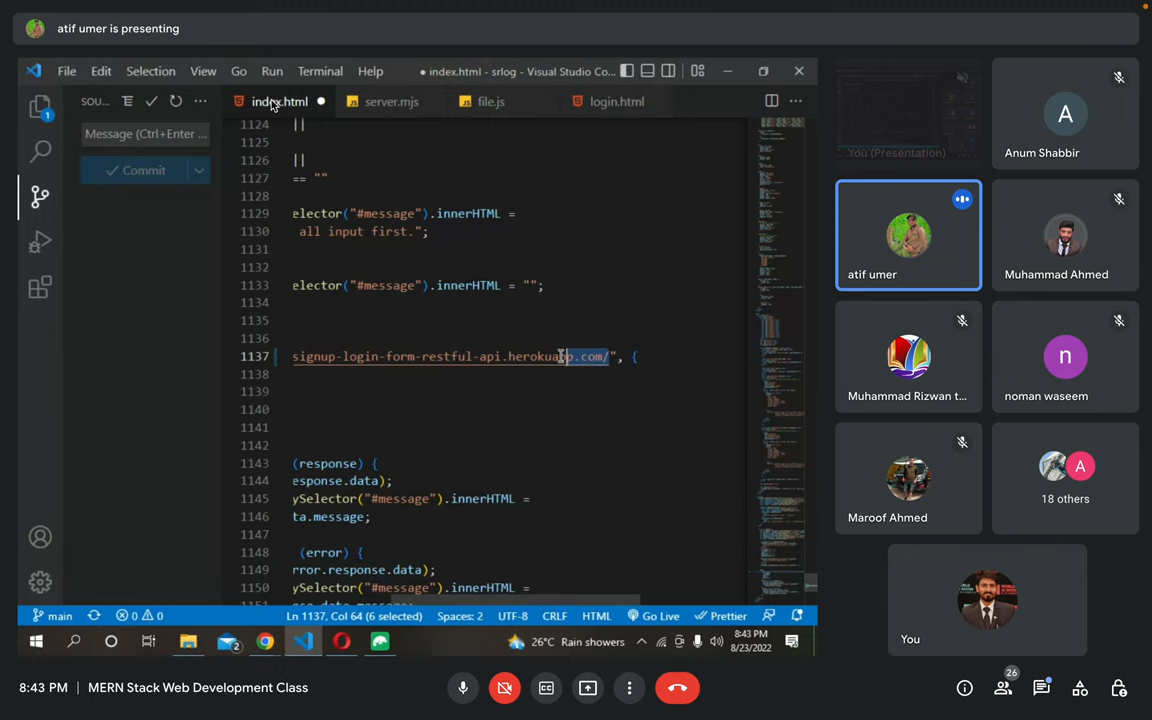 atif umer is presenting
File Edit Selection View Go Run Terminal Help
● index.html - srlog - Visual Studio Co...
SOU...
index.html
server.mjs
file.js
login.html
Message (Ctrl+Enter ...
Commit
1
1124 ||
1125
1126 ||
1127 == ""
1128
1129 elector("#message").innerHTML =
1130 all input first.";
1131
1132
1133 elector("#message").innerHTML = "";
1134
1135
1136
1137 signup-login-form-restful-api.herokuapp.com/", {
1138
1139
1140
1141
1142
1143 (response) {
1144 esponse.data);
1145 ySelector("#message").innerHTML =
1146 ta.message;
1147
1148 (error) {
1149 rror.response.data);
1150 ySelector("#message").innerHTML =
main
0 0
Ln 1137, Col 64 (6 selected)
Spaces: 2
UTF-8
CRLF
HTML
Go Live
Prettier
2
26°C Rain showers
8:43 PM
8/23/2022
You (Presentation)
A
Anum Shabbir
atif umer
Muhammad Ahmed
Muhammad Rizwan t...
n
noman waseem
Maroof Ahmed
A
18 others
You
8:43 PM | MERN Stack Web Development Class
26